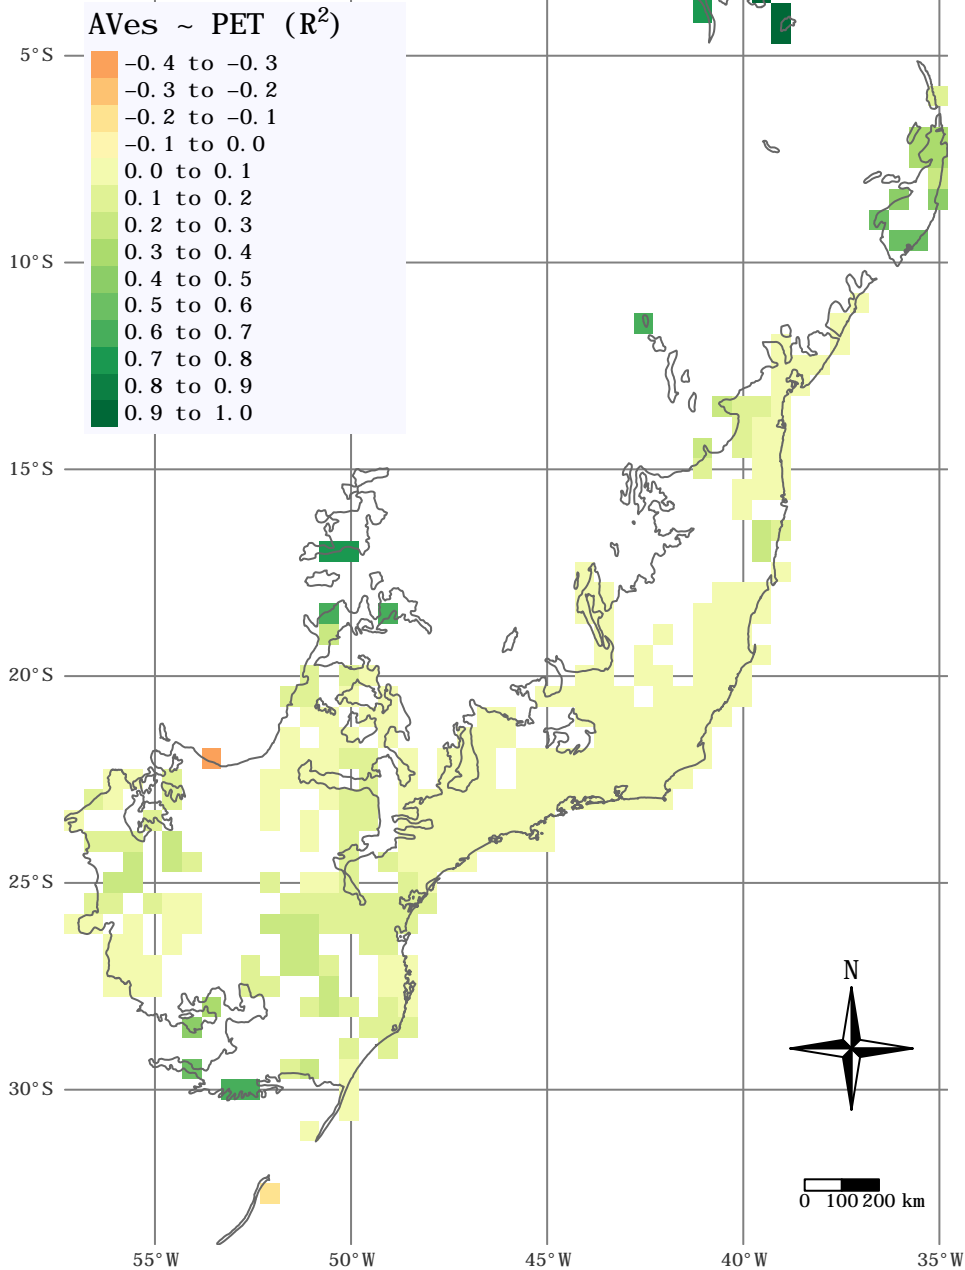 AVes ~ PET (R²)
-0.4 to -0.3
-0.3 to -0.2
-0.2 to -0.1
-0.1 to 0.0
0.0 to 0.1
0.1 to 0.2
0.2 to 0.3
0.3 to 0.4
0.4 to 0.5
0.5 to 0.6
0.6 to 0.7
0.7 to 0.8
0.8 to 0.9
0.9 to 1.0
5°S
10°S
15°S
20°S
25°S
30°S
N
0 100 200 km
55°W 50°W 45°W 40°W 35°W